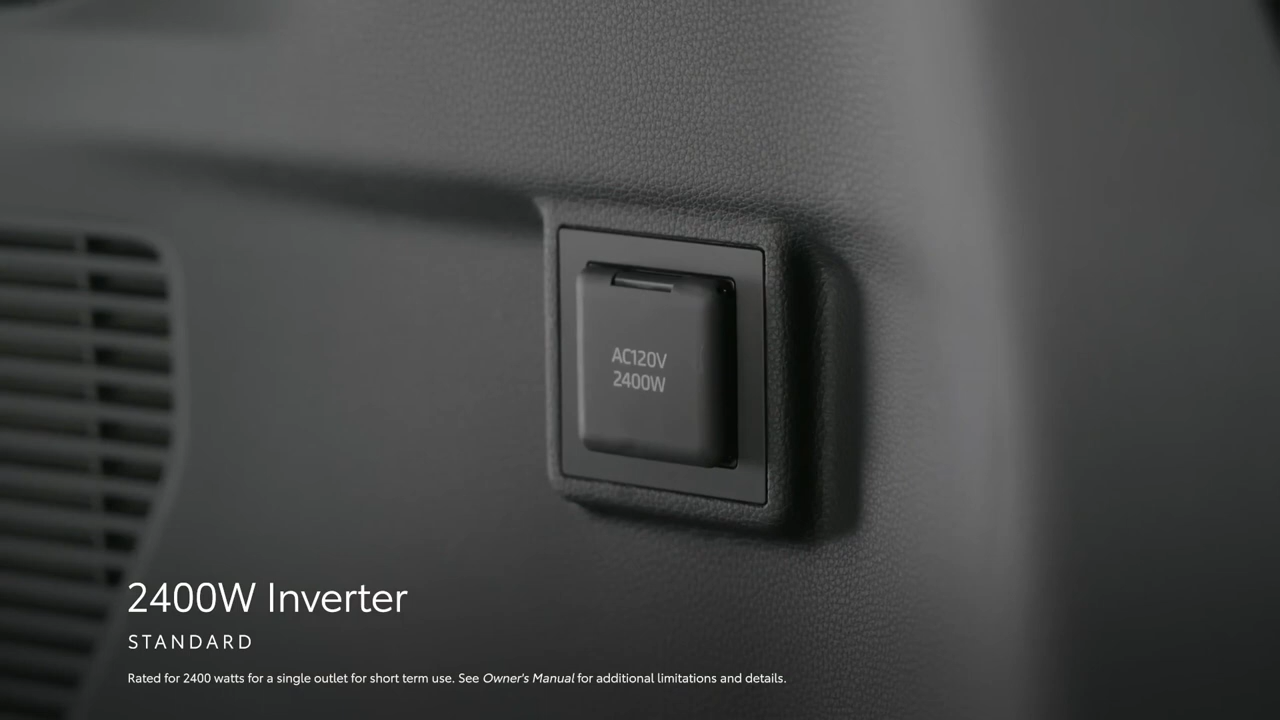 AC120V
2400W
2400W Inverter
STANDARD
Rated for 2400 watts for a single outlet for short term use. See Owner's Manual for additional limitations and details.